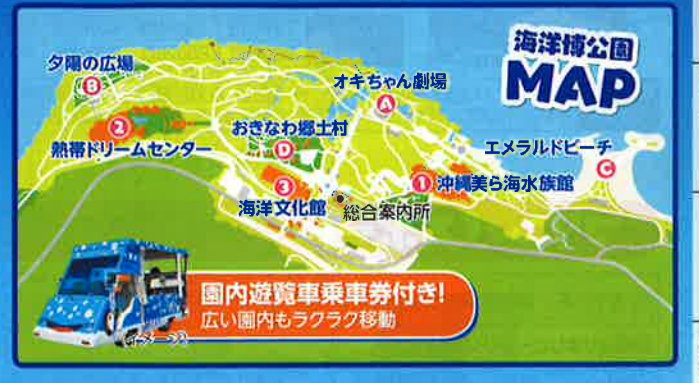 海洋博公園
MAP
夕陽の広場
B
オキちゃん劇場
A
2
熱帯ドリームセンター
おきなわ郷土村
D
エメラルドビーチ
C
1
沖縄美ら海水族館
3
海洋文化館
総合案内所
園内遊覧車乗車券付き!
広い園内もラクラク移動
(イメージ)